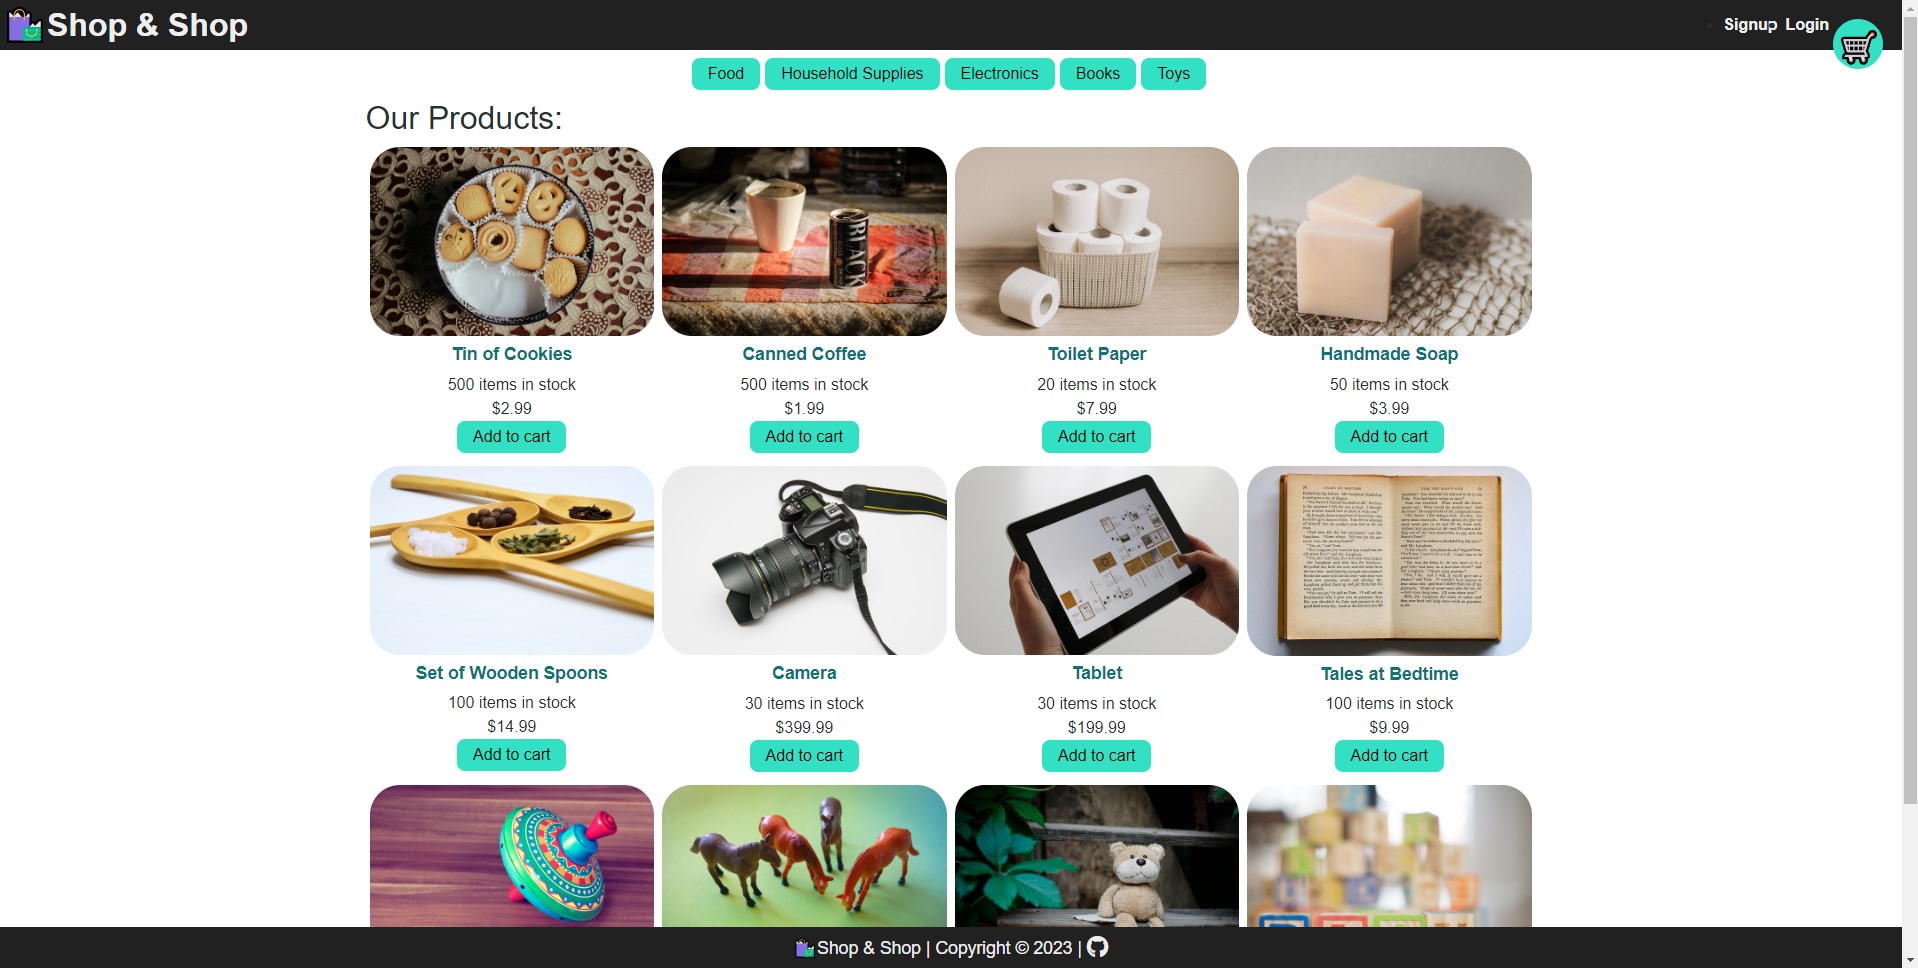 Shop & Shop
Signup Login
Food Household Supplies Electronics Books Toys
Our Products:
BLACK
Tin of Cookies Canned Coffee Toilet Paper Handmade Soap
500 items in stock 500 items in stock 20 items in stock 50 items in stock
$2.99 $1.99 $7.99 $3.99
Add to cart Add to cart Add to cart Add to cart
Set of Wooden Spoons Camera Tablet Tales at Bedtime
100 items in stock 30 items in stock 30 items in stock 100 items in stock
$14.99 $399.99 $199.99 $9.99
Add to cart Add to cart Add to cart Add to cart
Shop & Shop | Copyright © 2023 |